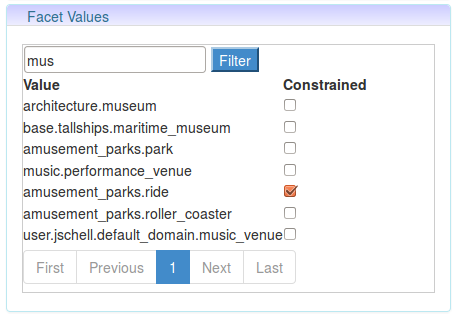 Facet Values
mus Filter
Value Constrained
architecture.museum
base.tallships.maritime_museum
amusement_parks.park
music.performance_venue
amusement_parks.ride
amusement_parks.roller_coaster
user.jschell.default_domain.music_venue
First Previous 1 Next Last